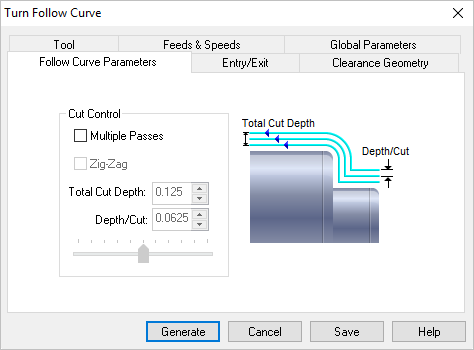 Turn Follow Curve
Tool
Feeds & Speeds
Global Parameters
Follow Curve Parameters
Entry/Exit
Clearance Geometry
Cut Control
Multiple Passes
Zig-Zag
Total Cut Depth: 0.125
Depth/Cut: 0.0625
Total Cut Depth
Depth/Cut
Generate
Cancel
Save
Help